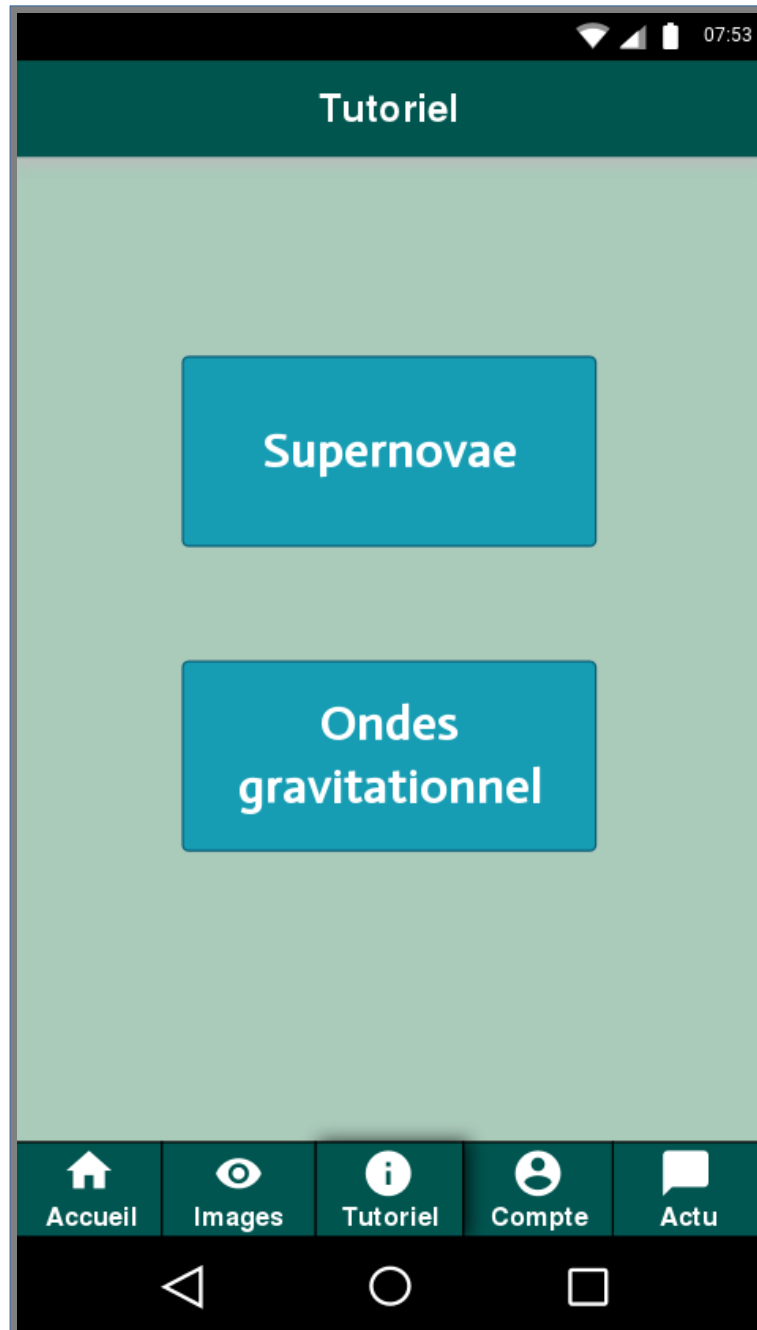 07:53
Tutoriel
Supernovae
Ondes
gravitationnel
Accueil
Images
Tutoriel
Compte
Actu